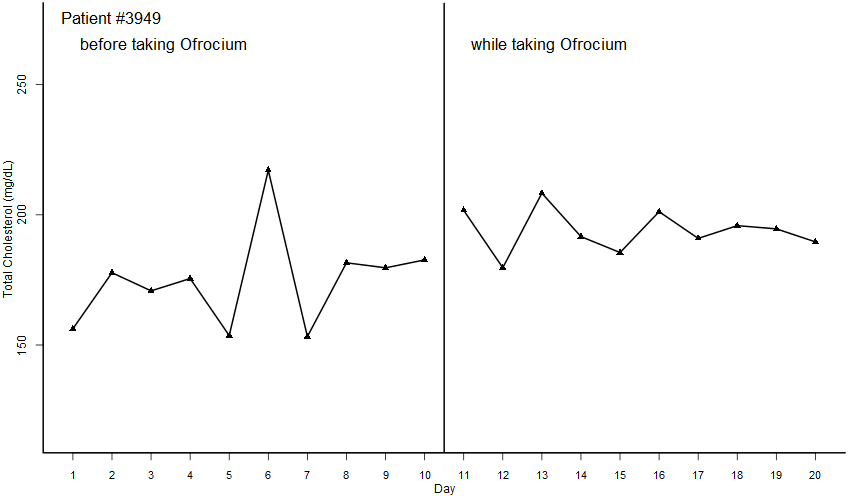 Patient #3949
before taking Ofrocium
while taking Ofrocium
250
200
150
Total Cholesterol (mg/dL)
1 2 3 4 5 6 7 8 9 10 11 12 13 14 15 16 17 18 19 20
Day